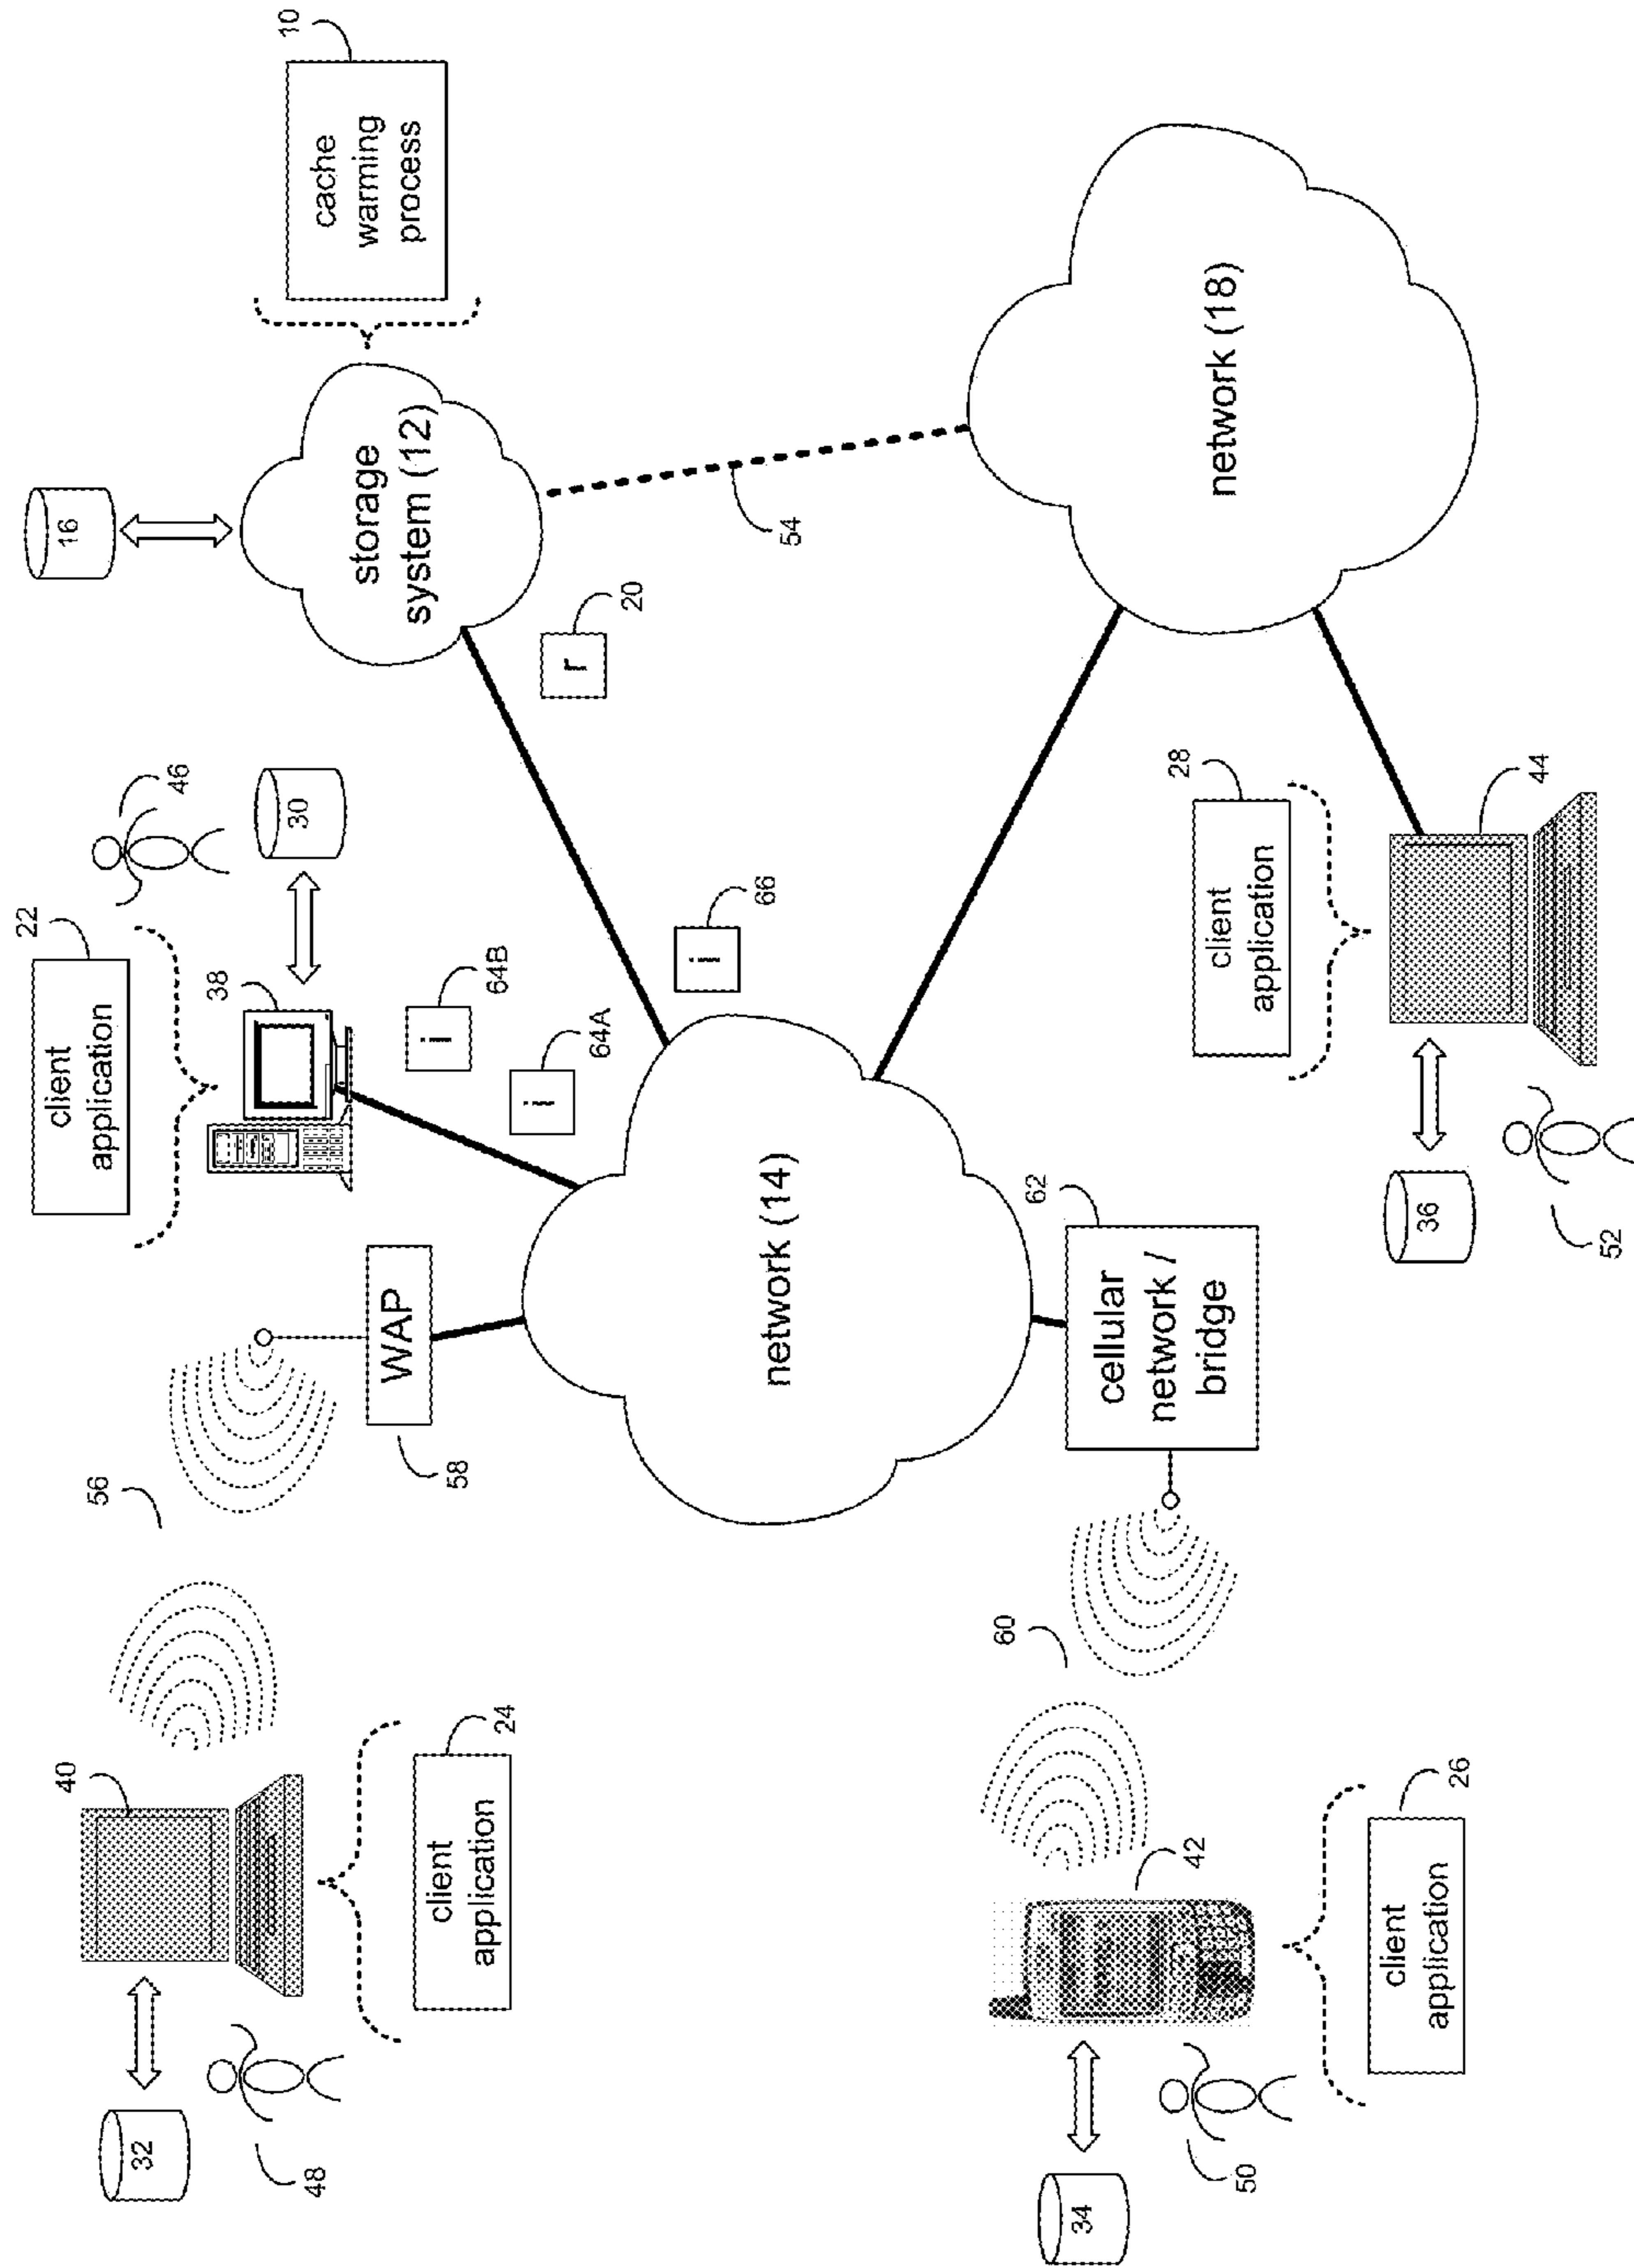 32
48
40
client
application
24
56
WAP
58
client
application
22
38
46
30
64B
64A
16
storage
system (12)
cache
warming
process
10
r
20
i
i
i
66
54
network (14)
network (18)
34
50
42
60
cellular
network /
bridge
62
client
application
26
client
application
28
36
52
44